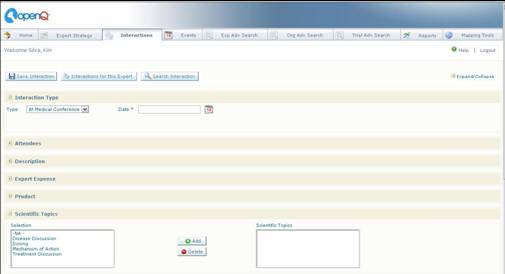 openQ
Home Expert Strategy Interactions Events Exp Adv Search Org Adv Search Trial Adv Search Reports Mapping Tools
Welcome Silva, Kim Help | Logout
Save Interaction Interactions for this Expert Search Interaction Expand/Collapse
Interaction Type
Type At Medical Conference Date *
Attendees
Description
Expert Expense
Product
Scientific Topics
Selection Scientific Topics
-NA-
Disease Discussion
Dosing
Mechanism of Action
Treatment Discussion
Add
Delete